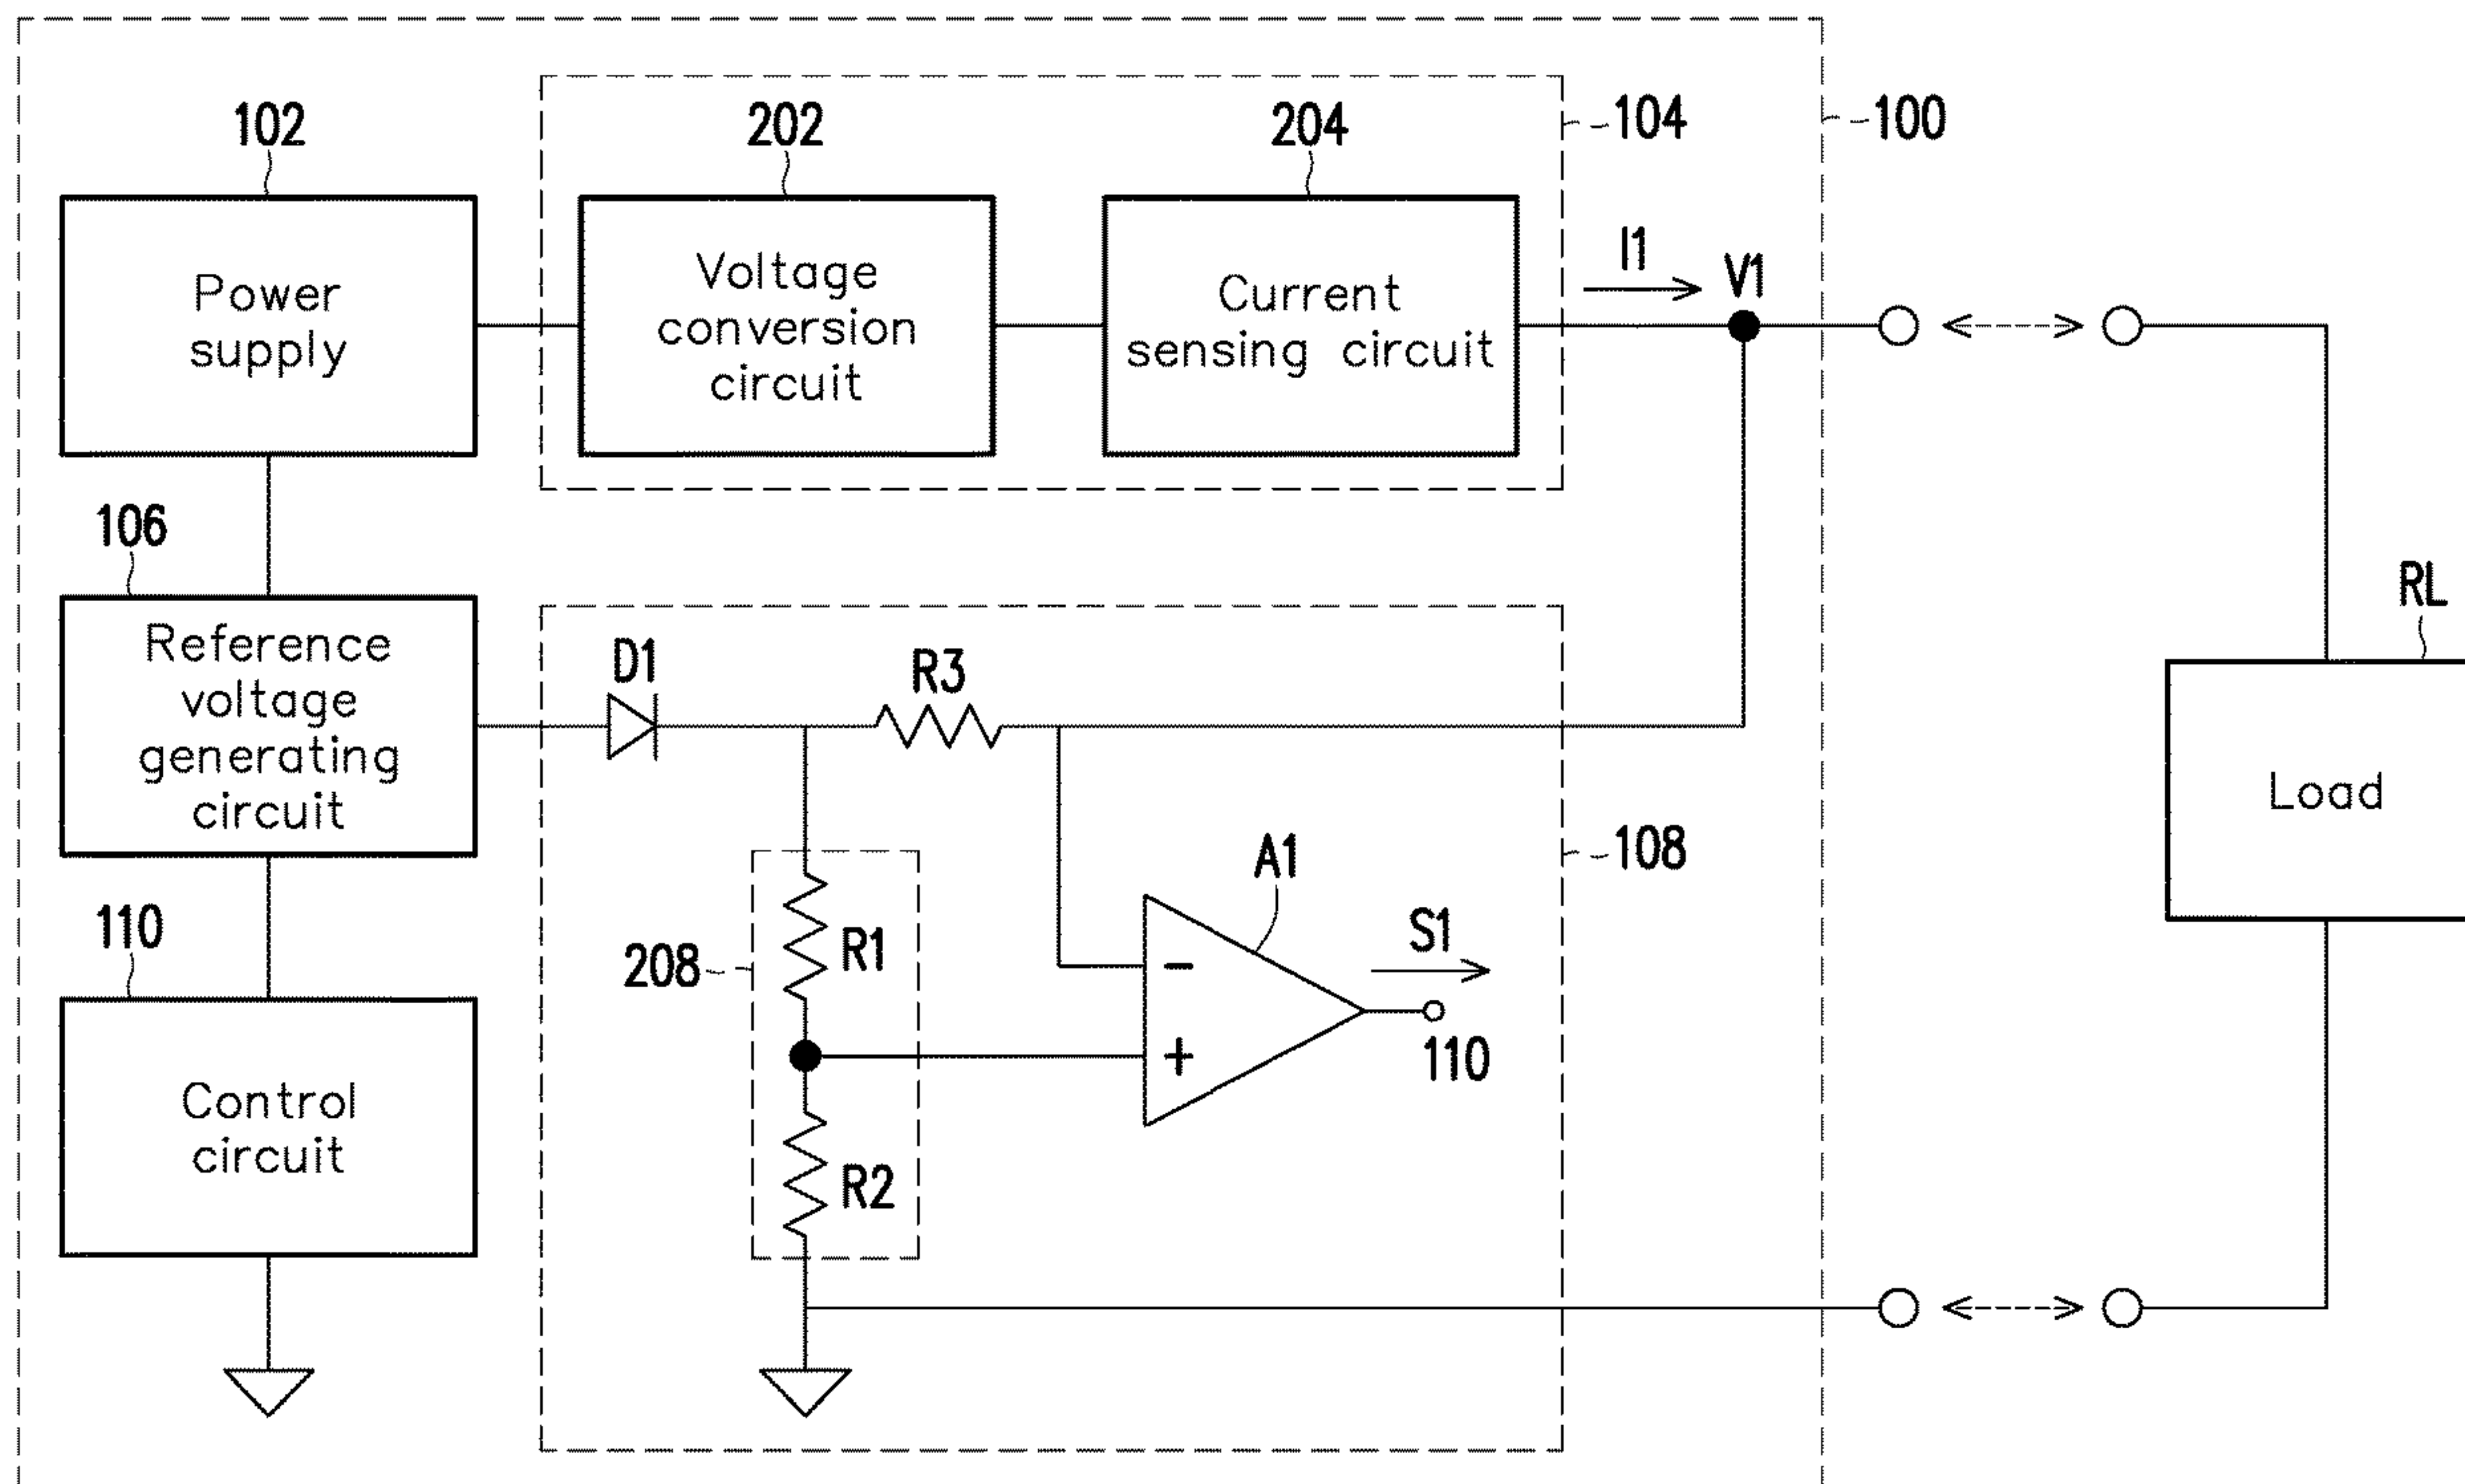 102
202
204
104
100
Power
supply
Voltage
conversion
circuit
Current
sensing circuit
I1
V1
106
Reference
voltage
generating
circuit
D1
R3
RL
Load
108
A1
S1
110
208
R1
-
+
110
R2
Control
circuit